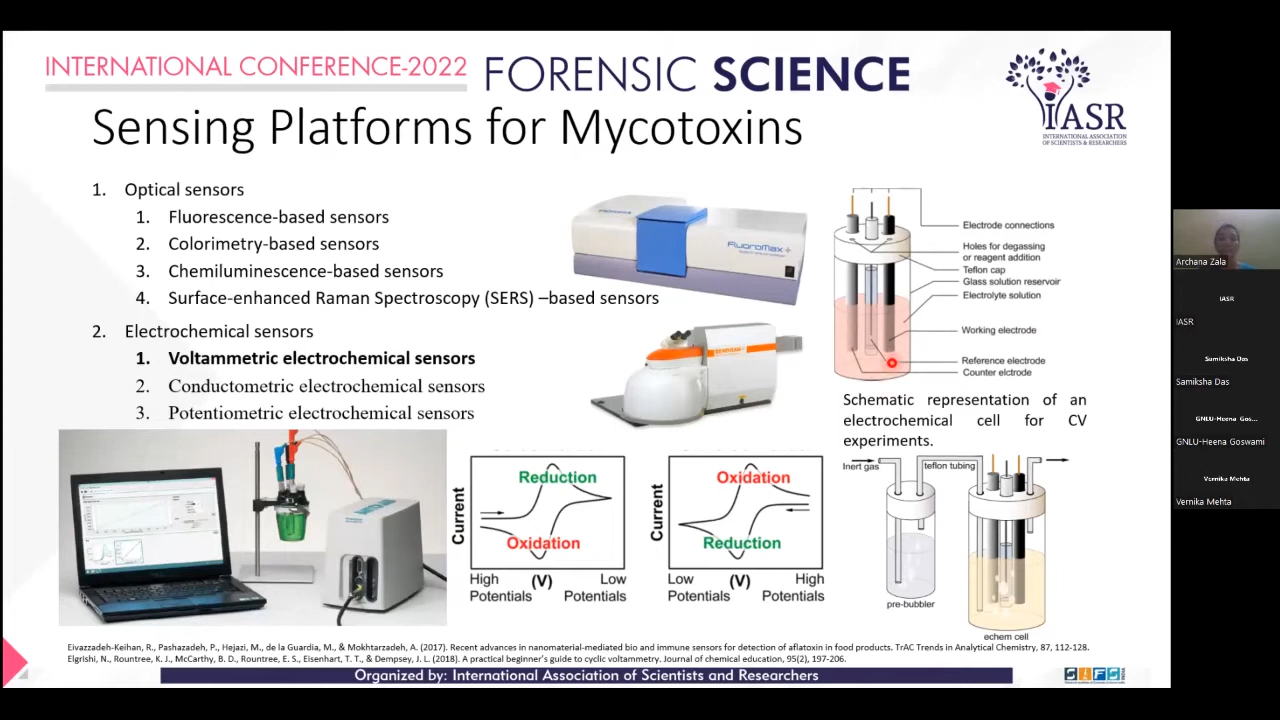 INTERNATIONAL CONFERENCE-2022 FORENSIC SCIENCE
IASR
INTERNATIONAL ASSOCIATION
OF SCIENTISTS & RESEARCHERS
Sensing Platforms for Mycotoxins
1. Optical sensors
1. Fluorescence-based sensors
2. Colorimetry-based sensors
3. Chemiluminescence-based sensors
4. Surface-enhanced Raman Spectroscopy (SERS) –based sensors
2. Electrochemical sensors
1. Voltammetric electrochemical sensors
2. Conductometric electrochemical sensors
3. Potentiometric electrochemical sensors
FluoroMax+
Electrode connections
Holes for degassing
or reagent addition
Teflon cap
Glass solution reservoir
Electrolyte solution
Working electrode
Reference electrode
Counter elctrode
Schematic representation of an
electrochemical cell for CV
experiments.
Current
Reduction
Oxidation
High Potentials
(V)
Low Potentials
Current
Oxidation
Reduction
Low Potentials
(V)
High Potentials
Inert gas
teflon tubing
pre-bubbler
echem cell
Eivazzadeh-Keihan, R., Pashazadeh, P., Hejazi, M., de la Guardia, M., & Mokhtarzadeh, A. (2017). Recent advances in nanomaterial-mediated bio and immune sensors for detection of aflatoxin in food products. TrAC Trends in Analytical Chemistry, 87, 112-128.
Elgrishi, N., Rountree, K. J., McCarthy, B. D., Rountree, E. S., Eisenhart, T. T., & Dempsey, J. L. (2018). A practical beginner's guide to cyclic voltammetry. Journal of chemical education, 95(2), 197-206.
Organized by: International Association of Scientists and Researchers
SIFS
Archana Zala
IASR
IASR
Samiksha Das
Samiksha Das
GNLU-Heena Gos...
GNLU-Heena Goswami
Vernika Mehta
Vernika Mehta